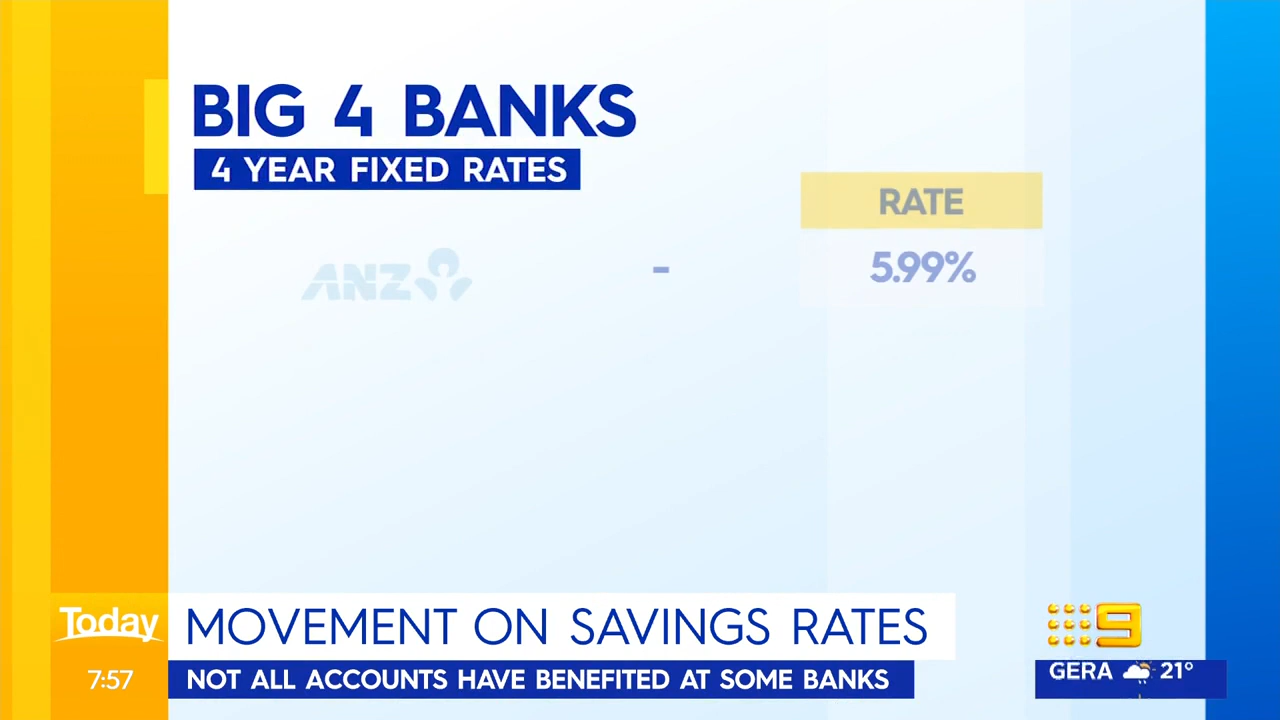 BIG 4 BANKS
4 YEAR FIXED RATES
RATE
ANZ - 5.99%
Today
MOVEMENT ON SAVINGS RATES
9
7:57
NOT ALL ACCOUNTS HAVE BENEFITED AT SOME BANKS
GERA 21°